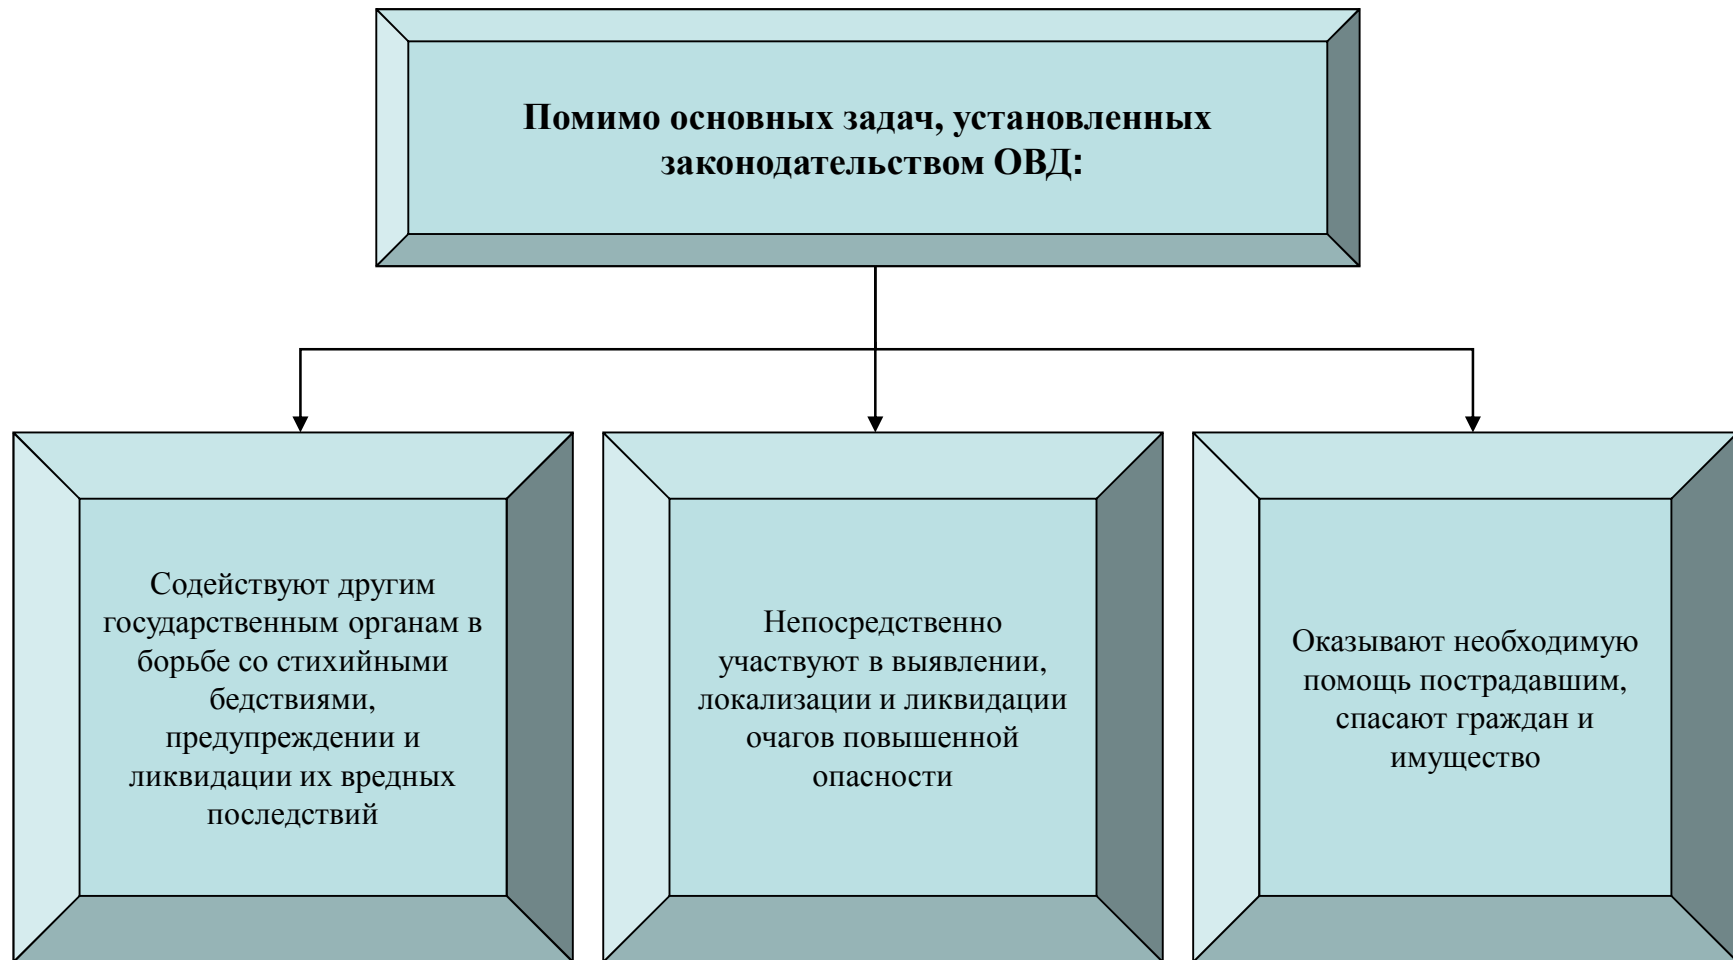 Помимо основных задач, установленных
законодательством ОВД:
Содействуют другим
государственным органам в
борьбе со стихийными
бедствиями,
предупреждении и
ликвидации их вредных
последствий
Непосредственно
участвуют в выявлении,
локализации и ликвидации
очагов повышенной
опасности
Оказывают необходимую
помощь пострадавшим,
спасают граждан и
имущество